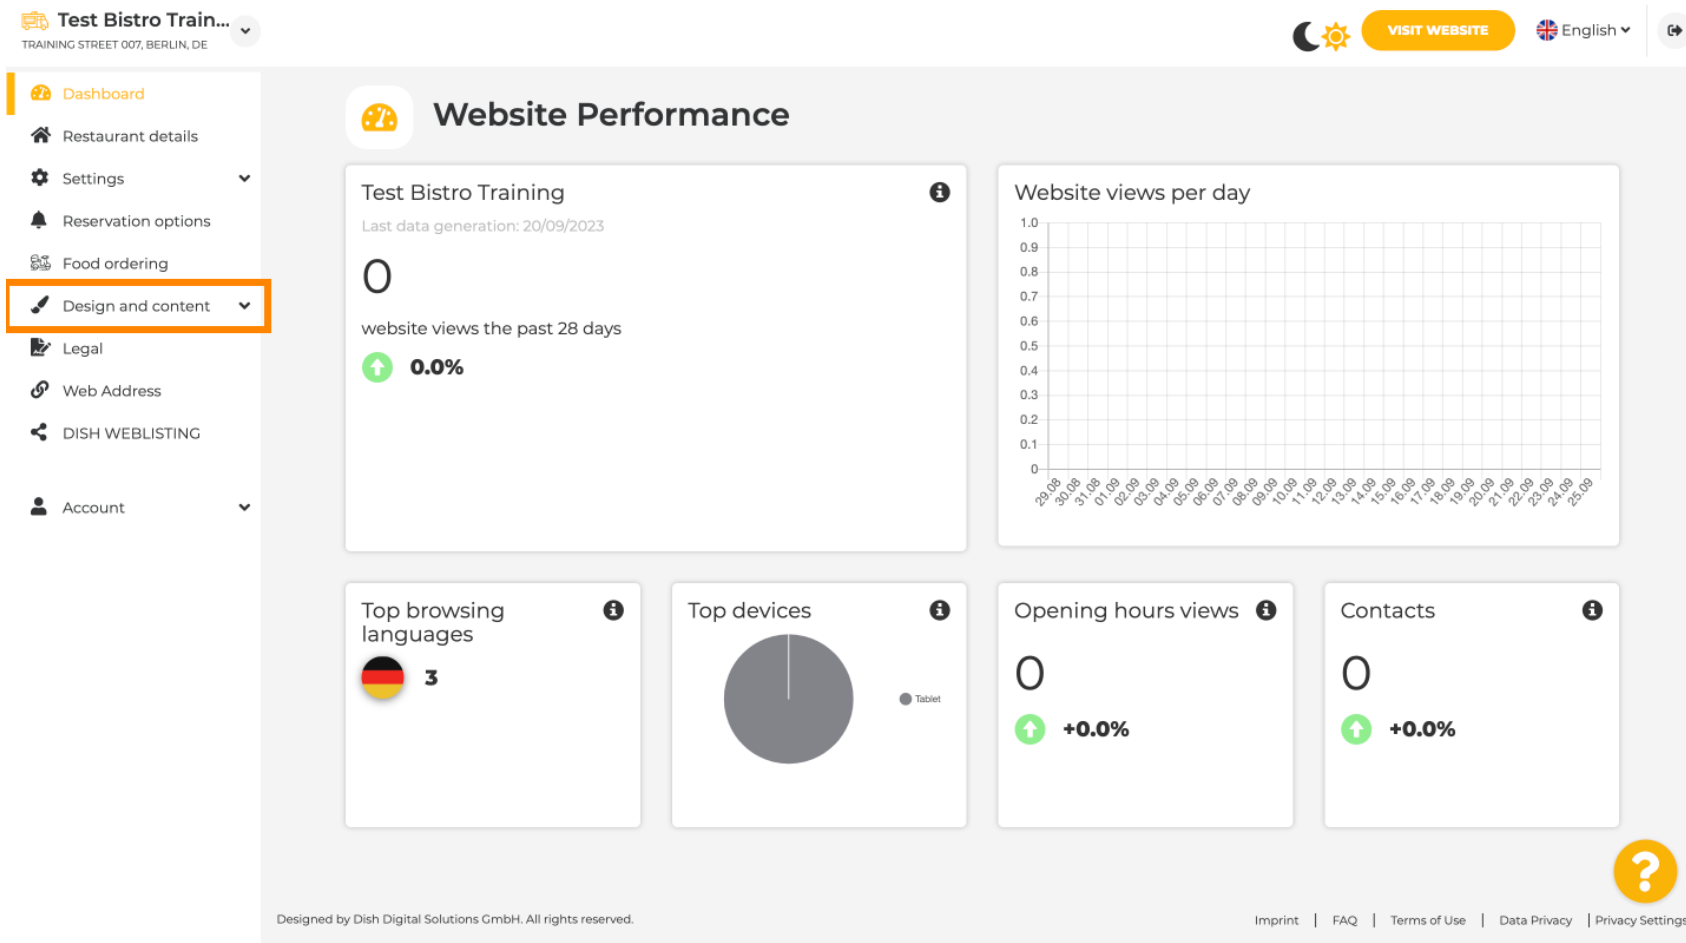 Test Bistro Train...
TRAINING STREET 007, BERLIN, DE
VISIT WEBSITE
English
Dashboard
Restaurant details
Settings
Reservation options
Food ordering
Design and content
Legal
Web Address
DISH WEBLISTING
Account
Website Performance
Test Bistro Training
Last data generation: 20/09/2023
0
website views the past 28 days
0.0%
Website views per day
1.0
0.9
0.8
0.7
0.6
0.5
0.4
0.3
0.2
0.1
0
29.08 30.08 31.08 01.09 02.09 03.09 04.09 05.09 06.09 07.09 08.09 09.09 10.09 11.09 12.09 13.09 14.09 15.09 16.09 17.09 18.09 19.09 20.09 21.09 22.09 23.09 24.09 25.09
Top browsing
languages
3
Top devices
Tablet
Opening hours views
0
+0.0%
Contacts
0
+0.0%
?
Designed by Dish Digital Solutions GmbH. All rights reserved.
Imprint | FAQ | Terms of Use | Data Privacy | Privacy Settings